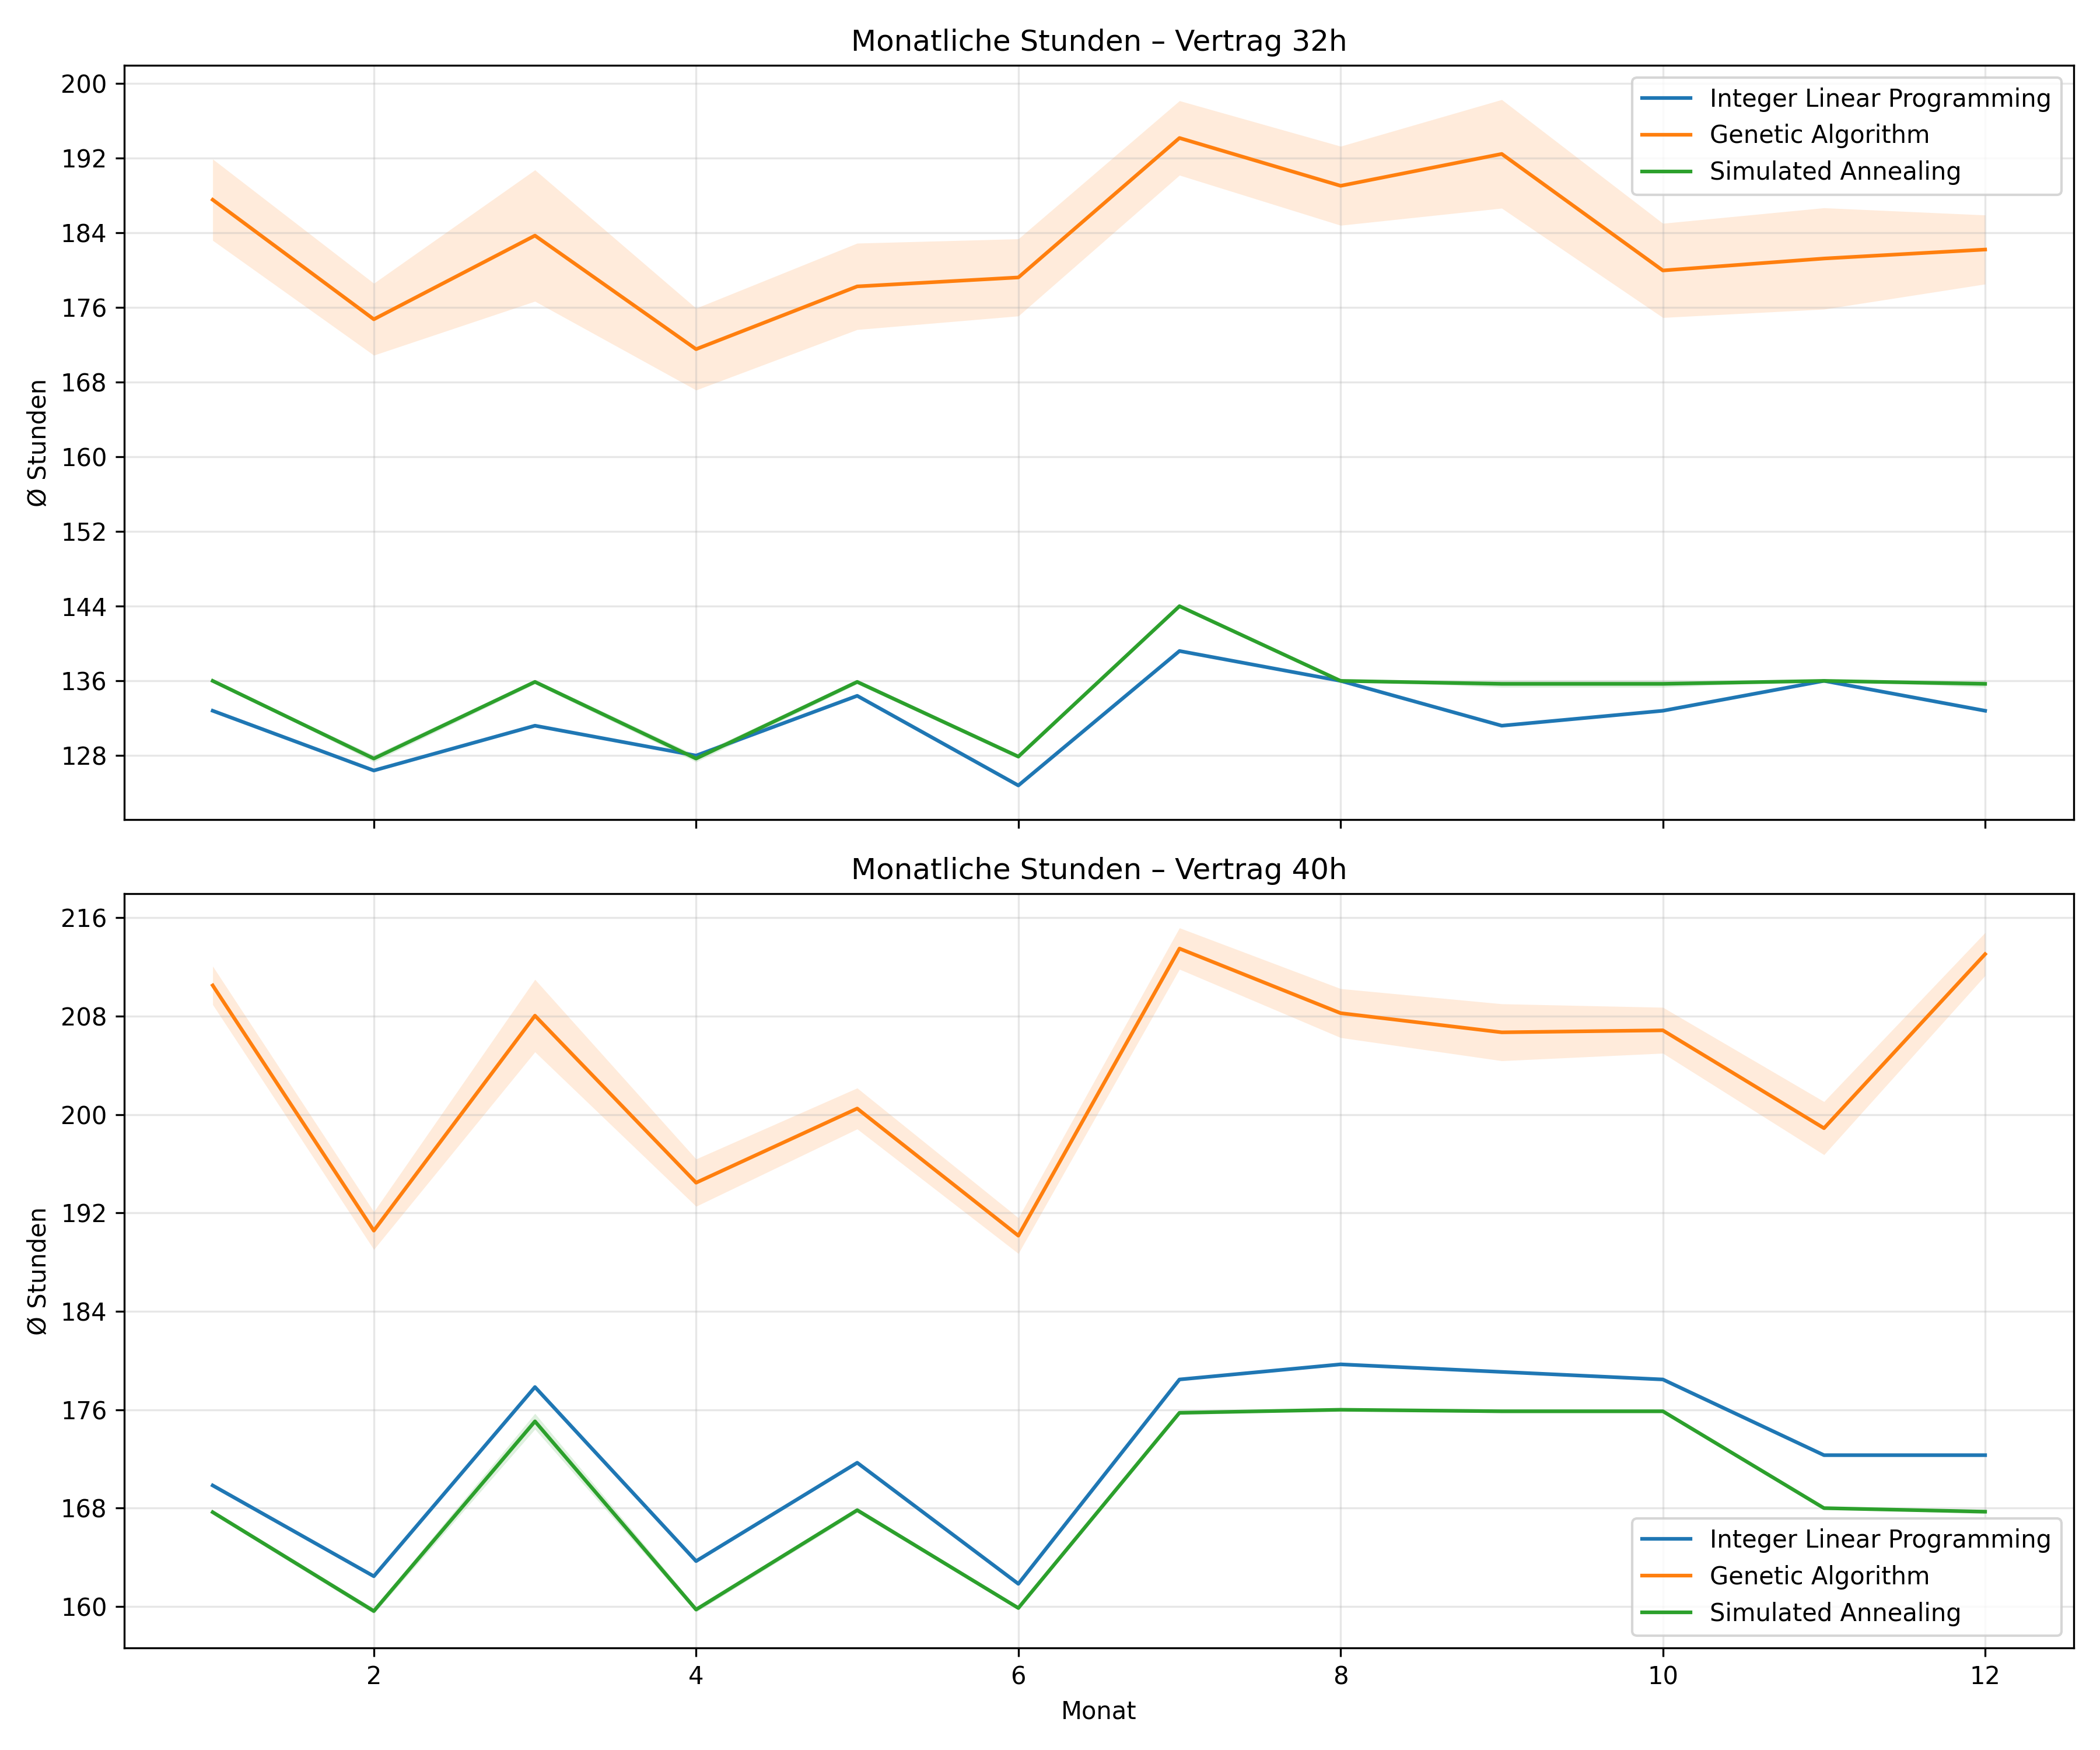 Monatliche Stunden – Vertrag 32h
200
192
184
176
168
160
152
144
136
128
Ø Stunden
Integer Linear Programming
Genetic Algorithm
Simulated Annealing
Monatliche Stunden – Vertrag 40h
216
208
200
192
184
176
168
160
Ø Stunden
Integer Linear Programming
Genetic Algorithm
Simulated Annealing
2 4 6 8 10 12
Monat